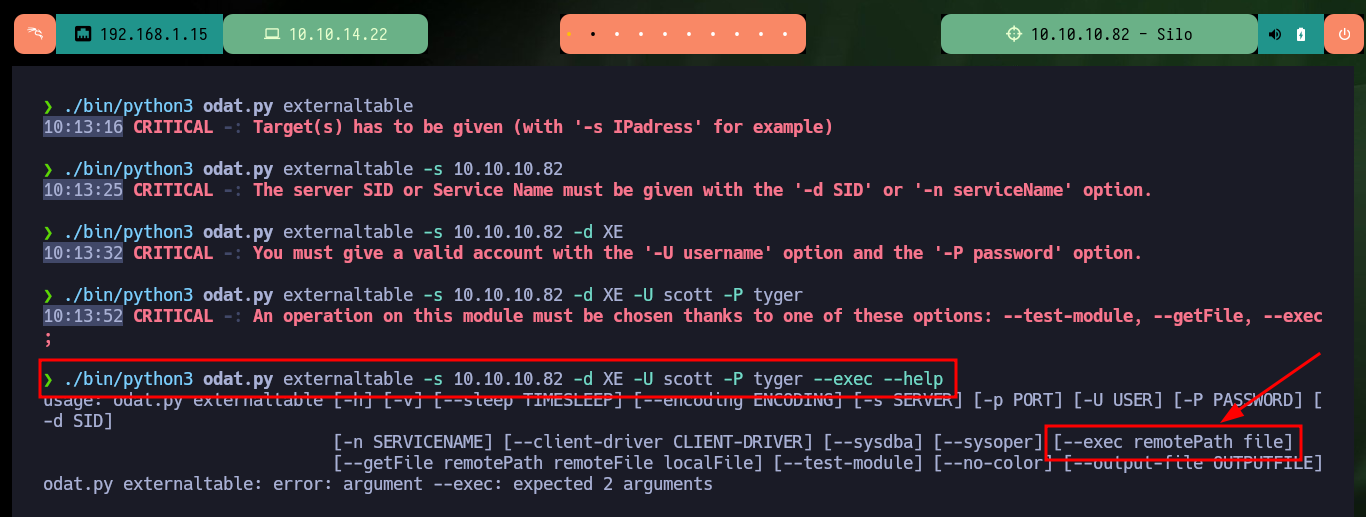 192.168.1.15
10.10.14.22
10.10.10.82 - Silo
❯ ./bin/python3 odat.py externaltable
10:13:16 CRITICAL -: Target(s) has to be given (with '-s IPadress' for example)
❯ ./bin/python3 odat.py externaltable -s 10.10.10.82
10:13:25 CRITICAL -: The server SID or Service Name must be given with the '-d SID' or '-n serviceName' option.
❯ ./bin/python3 odat.py externaltable -s 10.10.10.82 -d XE
10:13:32 CRITICAL -: You must give a valid account with the '-U username' option and the '-P password' option.
❯ ./bin/python3 odat.py externaltable -s 10.10.10.82 -d XE -U scott -P tyger
10:13:52 CRITICAL -: An operation on this module must be chosen thanks to one of these options: --test-module, --getFile, --exec
;
❯ ./bin/python3 odat.py externaltable -s 10.10.10.82 -d XE -U scott -P tyger --exec --help
usage: odat.py externaltable [-h] [-v] [--sleep TIMESLEEP] [--encoding ENCODING] [-s SERVER] [-p PORT] [-U USER] [-P PASSWORD] [
-d SID]
[-n SERVICENAME] [--client-driver CLIENT-DRIVER] [--sysdba] [--sysoper] [--exec remotePath file]
[--getFile remotePath remoteFile localFile] [--test-module] [--no-color] [--output-file OUTPUTFILE]
odat.py externaltable: error: argument --exec: expected 2 arguments